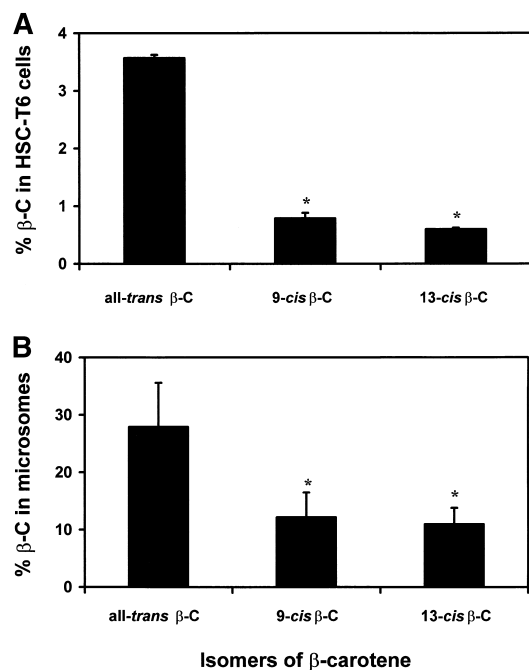 A
4
3
2
1
0
% β-C in HSC-T6 cells
*
*
all-trans β-C 9-cis β-C 13-cis β-C
B
40
30
20
10
0
% β-C in microsomes
*
*
all-trans β-C 9-cis β-C 13-cis β-C
Isomers of β-carotene